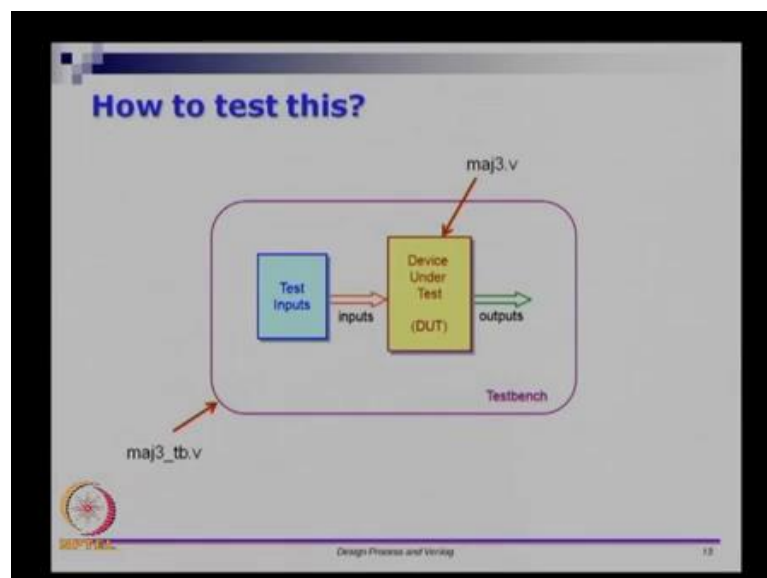 How to test this?
maj3.v
Test
Inputs
inputs
Device
Under
Test
(DUT)
outputs
Testbench
maj3_tb.v
NPTEL
Design Process and Verilog